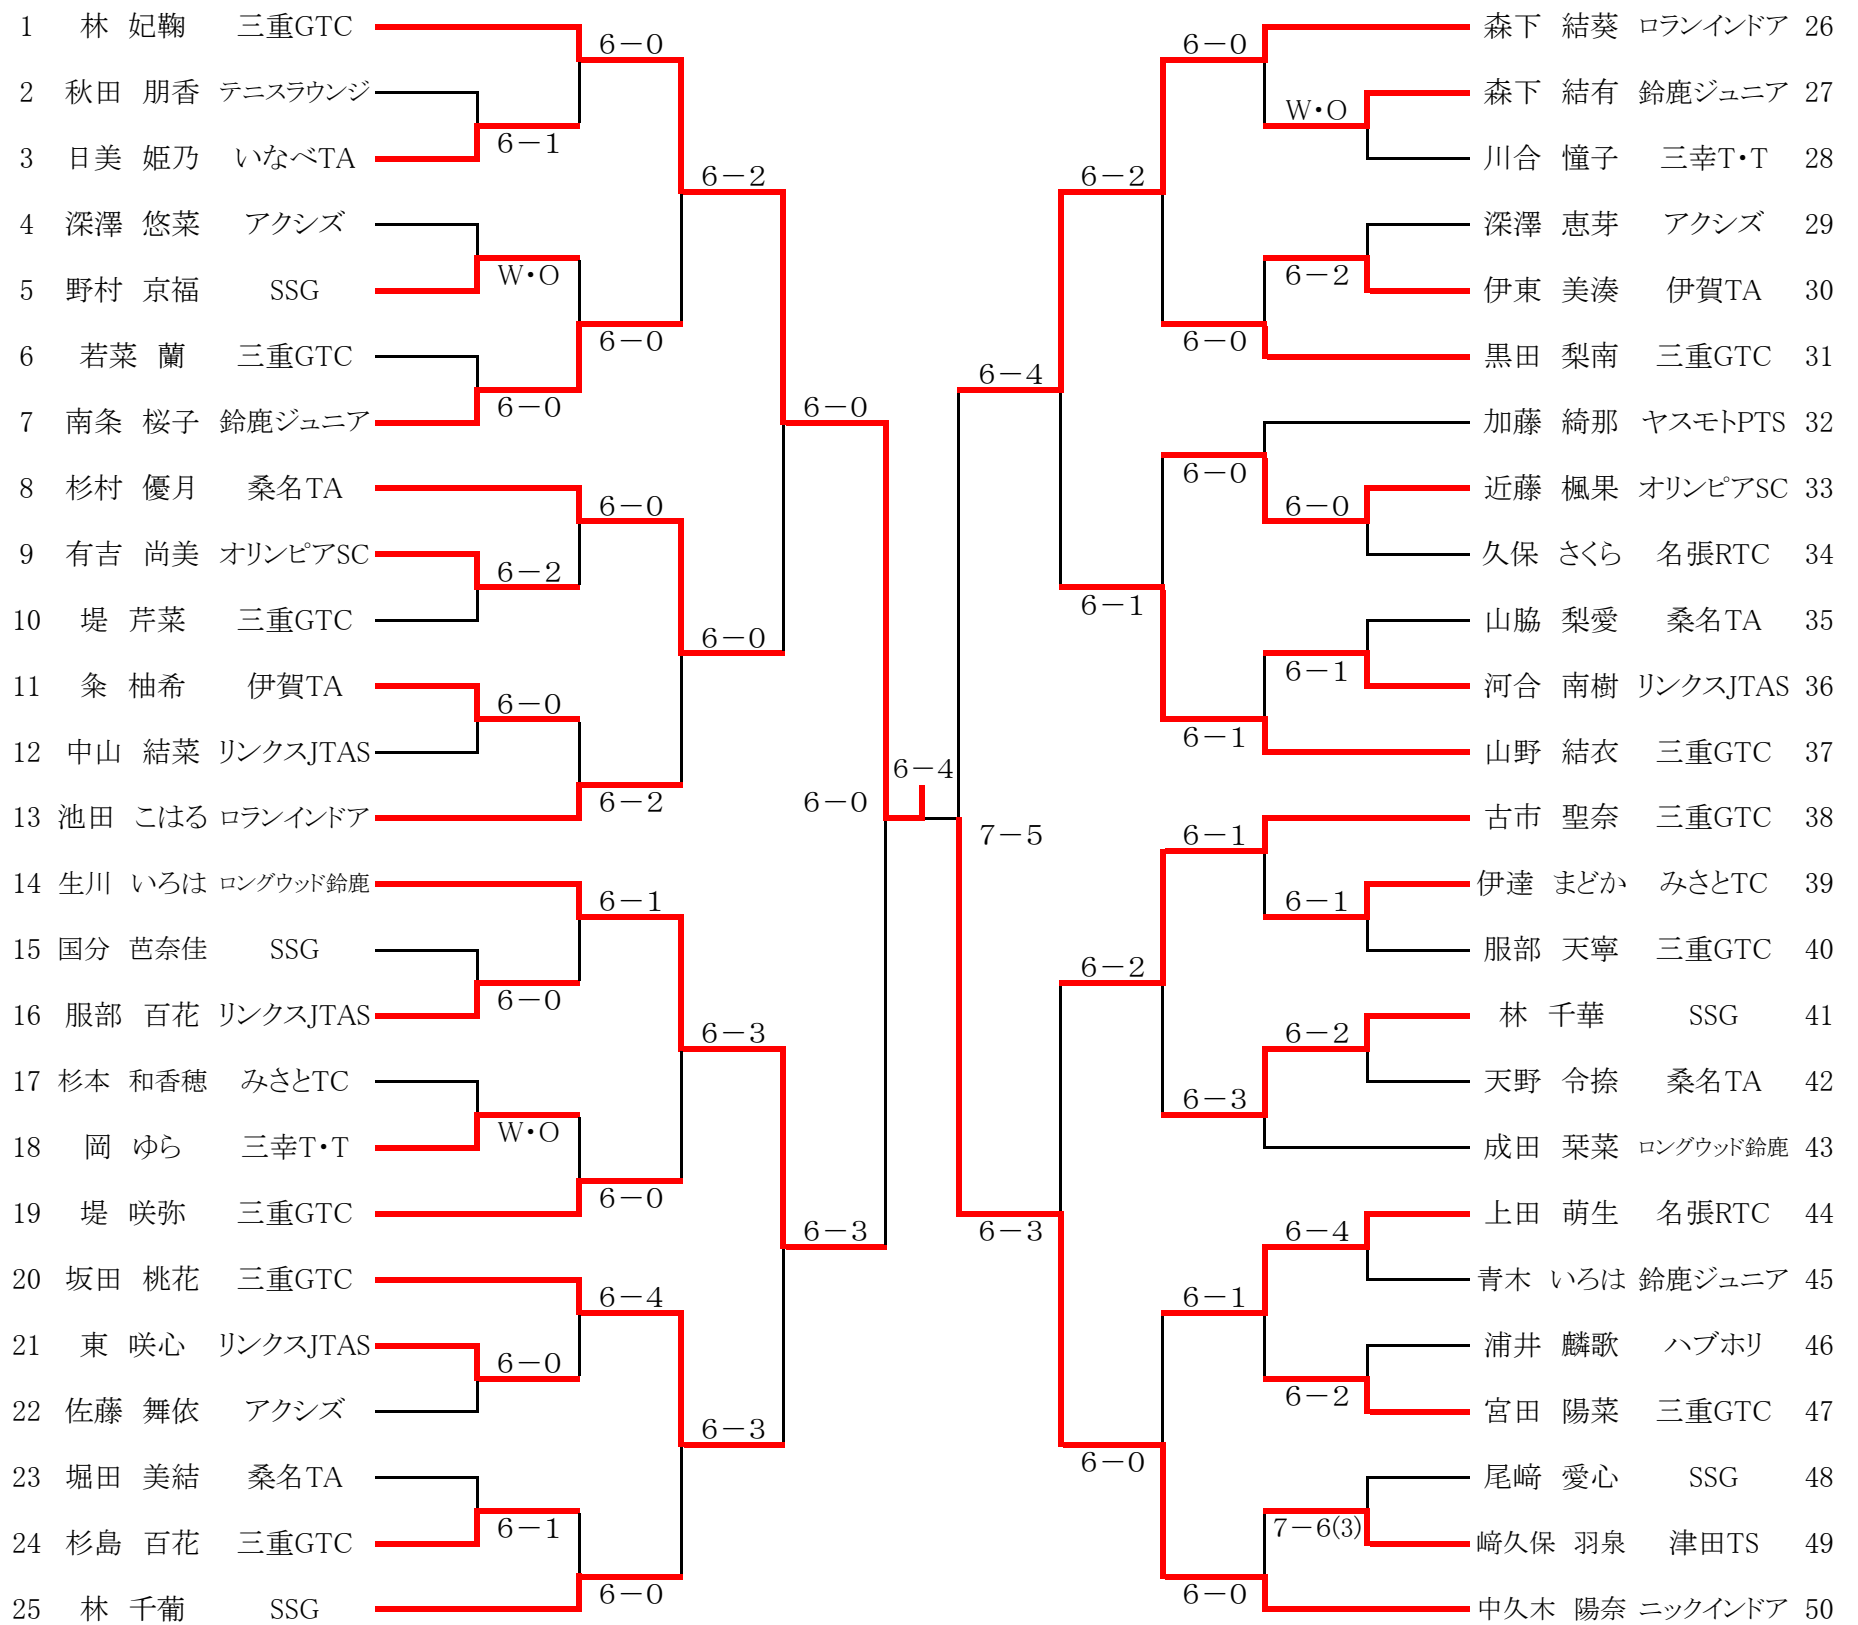 1 林 妃鞠 三重GTC
2 秋田 朋香 テニスラウンジ
3 日美 姫乃 いなべTA
4 深澤 悠菜 アクシズ
5 野村 京福 SSG
6 若菜 蘭 三重GTC
7 南条 桜子 鈴鹿ジュニア
8 杉村 優月 桑名TA
9 有吉 尚美 オリンピアSC
10 堤 芹菜 三重GTC
11 粂 柚希 伊賀TA
12 中山 結菜 リンクスJTAS
13 池田 こはる ロランインドア
14 生川 いろは ロングウッド鈴鹿
15 国分 芭奈佳 SSG
16 服部 百花 リンクスJTAS
17 杉本 和香穂 みさとTC
18 岡 ゆら 三幸T・T
19 堤 咲弥 三重GTC
20 坂田 桃花 三重GTC
21 東 咲心 リンクスJTAS
22 佐藤 舞依 アクシズ
23 堀田 美結 桑名TA
24 杉島 百花 三重GTC
25 林 千葡 SSG
6-1
W・O
6-0
6-2
6-0
6-0
W・O
6-0
6-1
6-0
6-0
6-0
6-2
6-1
6-0
6-4
6-0
6-2
6-0
6-3
6-3
6-0
6-3
6-0
6-4
7-5
6-4
6-3
6-2
6-1
6-2
6-0
6-0
6-0
6-0
6-1
6-1
6-3
6-1
6-0
W・O
6-2
6-0
6-1
6-1
6-2
6-4
6-2
7-6(3)
森下 結葵 ロランインドア 26
森下 結有 鈴鹿ジュニア 27
川合 憧子 三幸T・T 28
深澤 恵芽 アクシズ 29
伊東 美湊 伊賀TA 30
黒田 梨南 三重GTC 31
加藤 綺那 ヤスモトPTS 32
近藤 楓果 オリンピアSC 33
久保 さくら 名張RTC 34
山脇 梨愛 桑名TA 35
河合 南樹 リンクスJTAS 36
山野 結衣 三重GTC 37
古市 聖奈 三重GTC 38
伊達 まどか みさとTC 39
服部 天寧 三重GTC 40
林 千華 SSG 41
天野 令捺 桑名TA 42
成田 栞菜 ロングウッド鈴鹿 43
上田 萌生 名張RTC 44
青木 いろは 鈴鹿ジュニア 45
浦井 麟歌 ハブホリ 46
宮田 陽菜 三重GTC 47
尾﨑 愛心 SSG 48
﨑久保 羽泉 津田TS 49
中久木 陽奈 ニックインドア 50